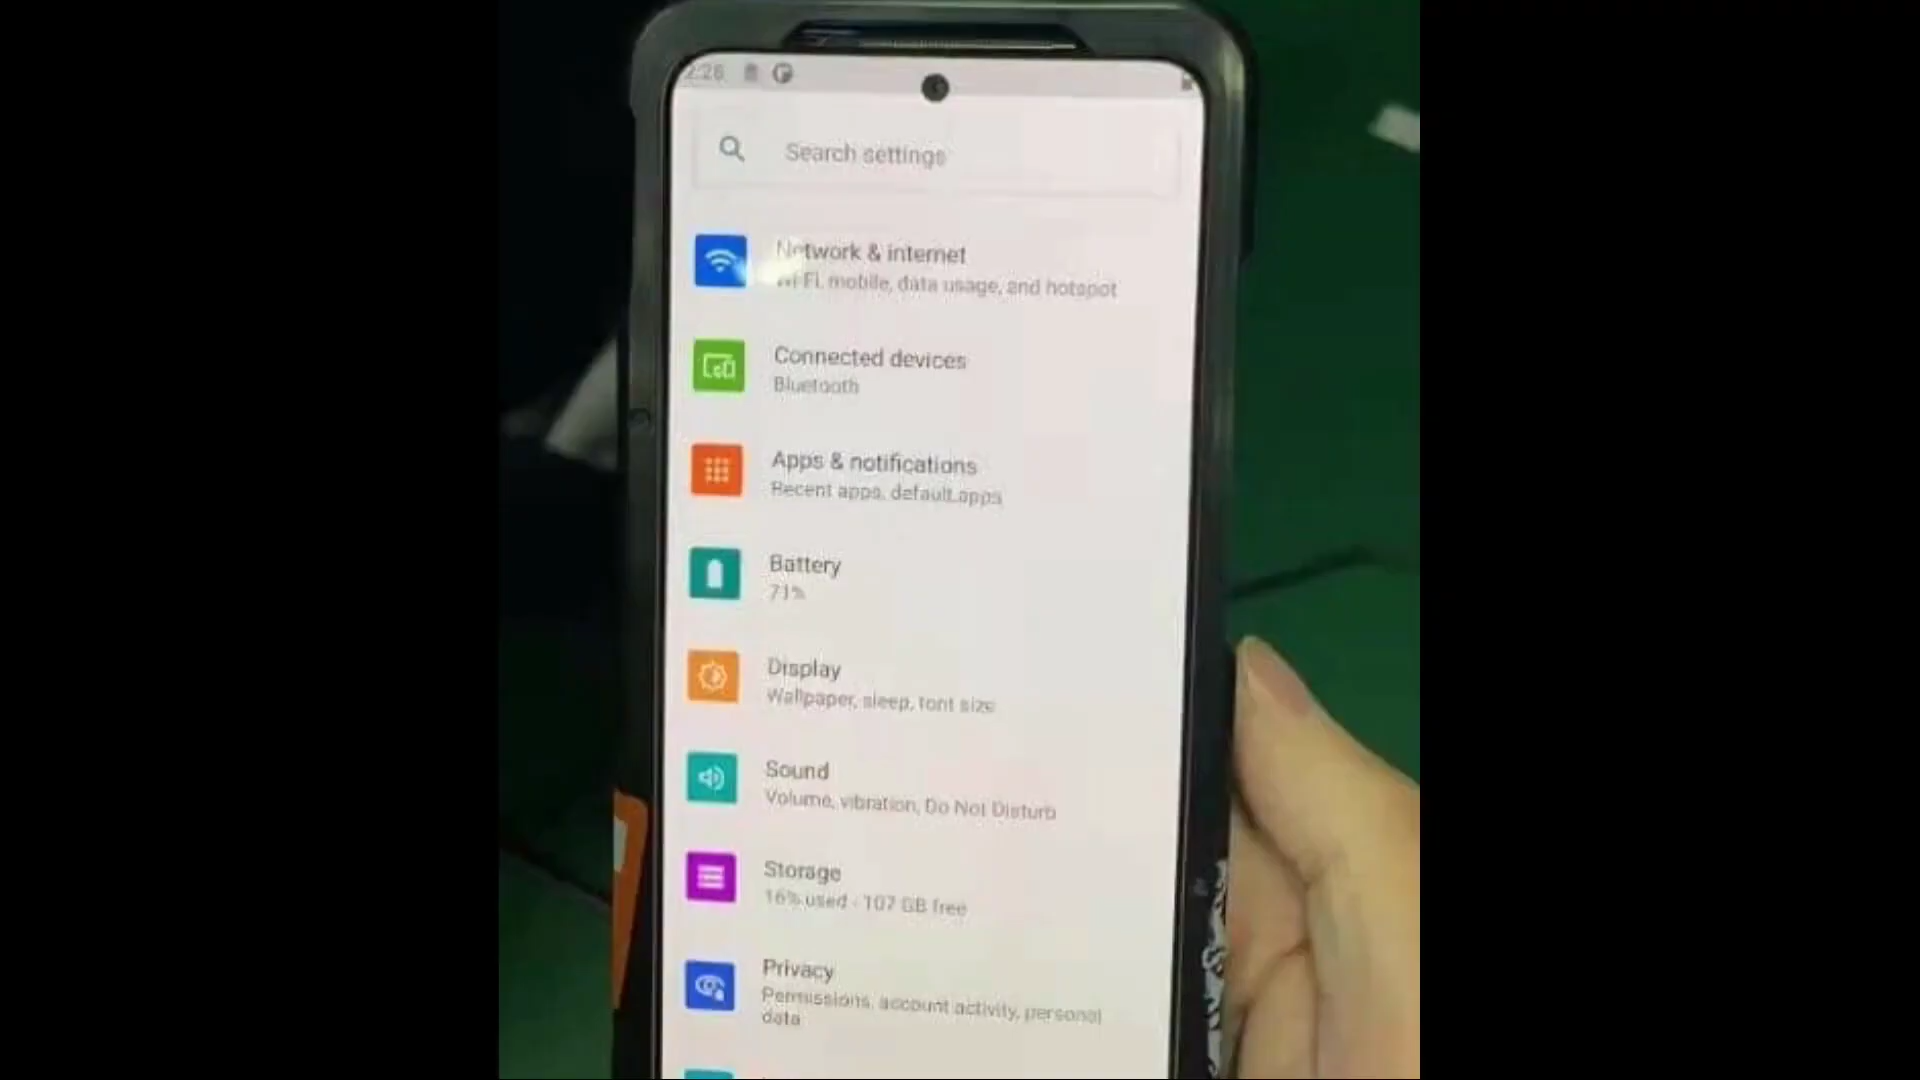 2:26
Search settings
Network & internet
Wi-Fi, mobile, data usage, and hotspot
Connected devices
Bluetooth
Apps & notifications
Recent apps, default apps
Battery
71%
Display
Wallpaper, sleep, font size
Sound
Volume, vibration, Do Not Disturb
Storage
16% used - 107 GB free
Privacy
Permissions, account activity, personal
data